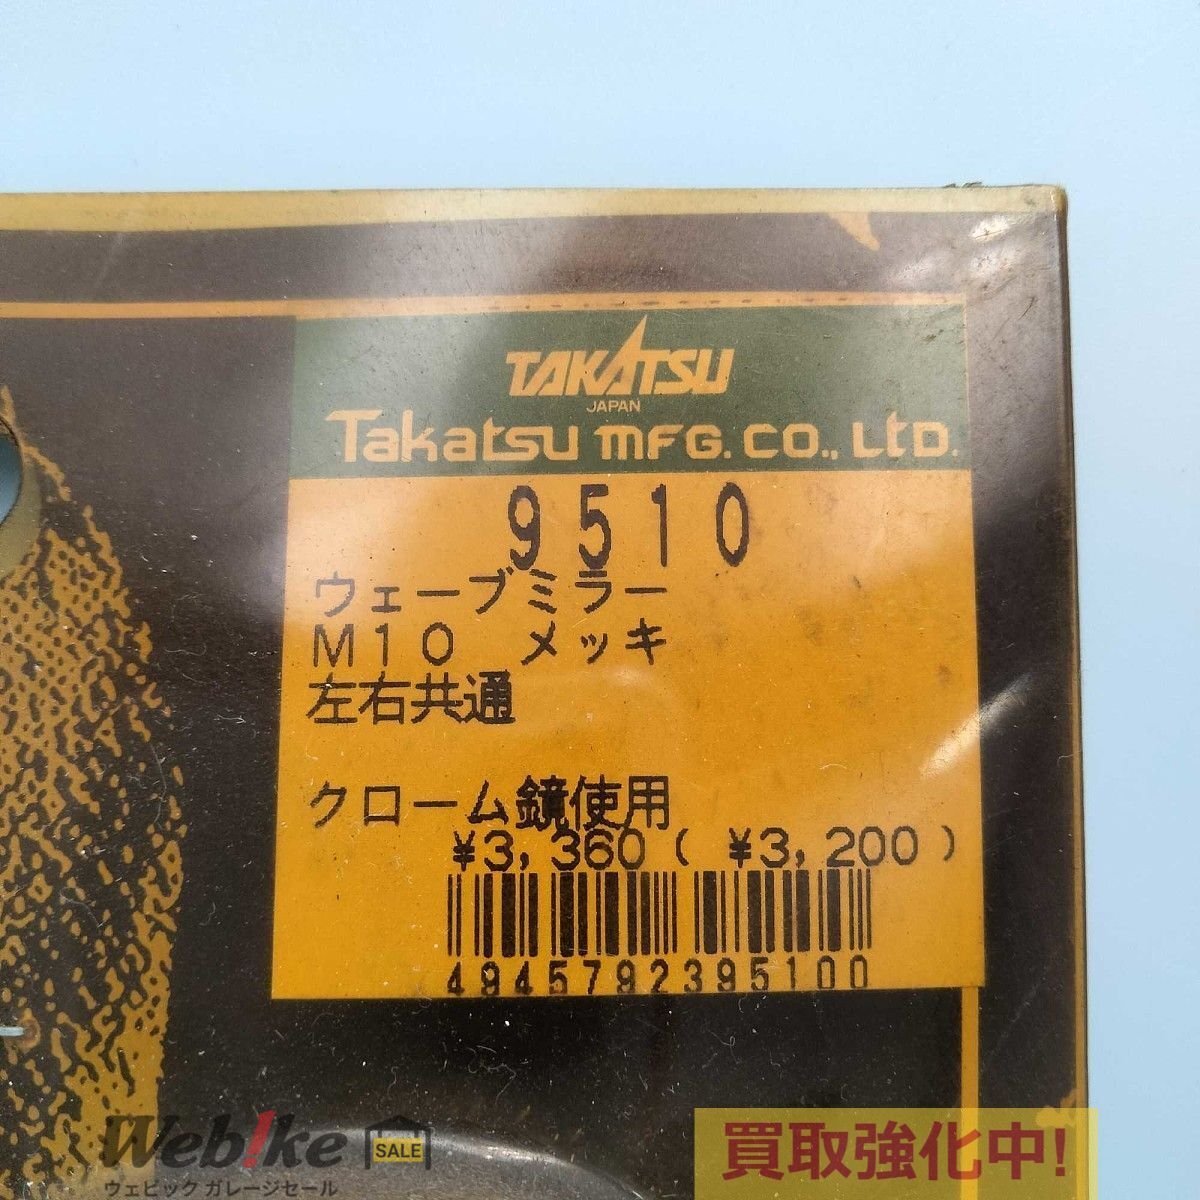 TAKATSU
JAPAN
Takatsu MFG. CO., LtD.
9510
ウェーブミラー
M10 メッキ
左右共通
クローム鏡使用
¥3,360( ¥3,200)
4945792395100
Web!ke SALE
ウェビック ガレージセール
買取強化中!